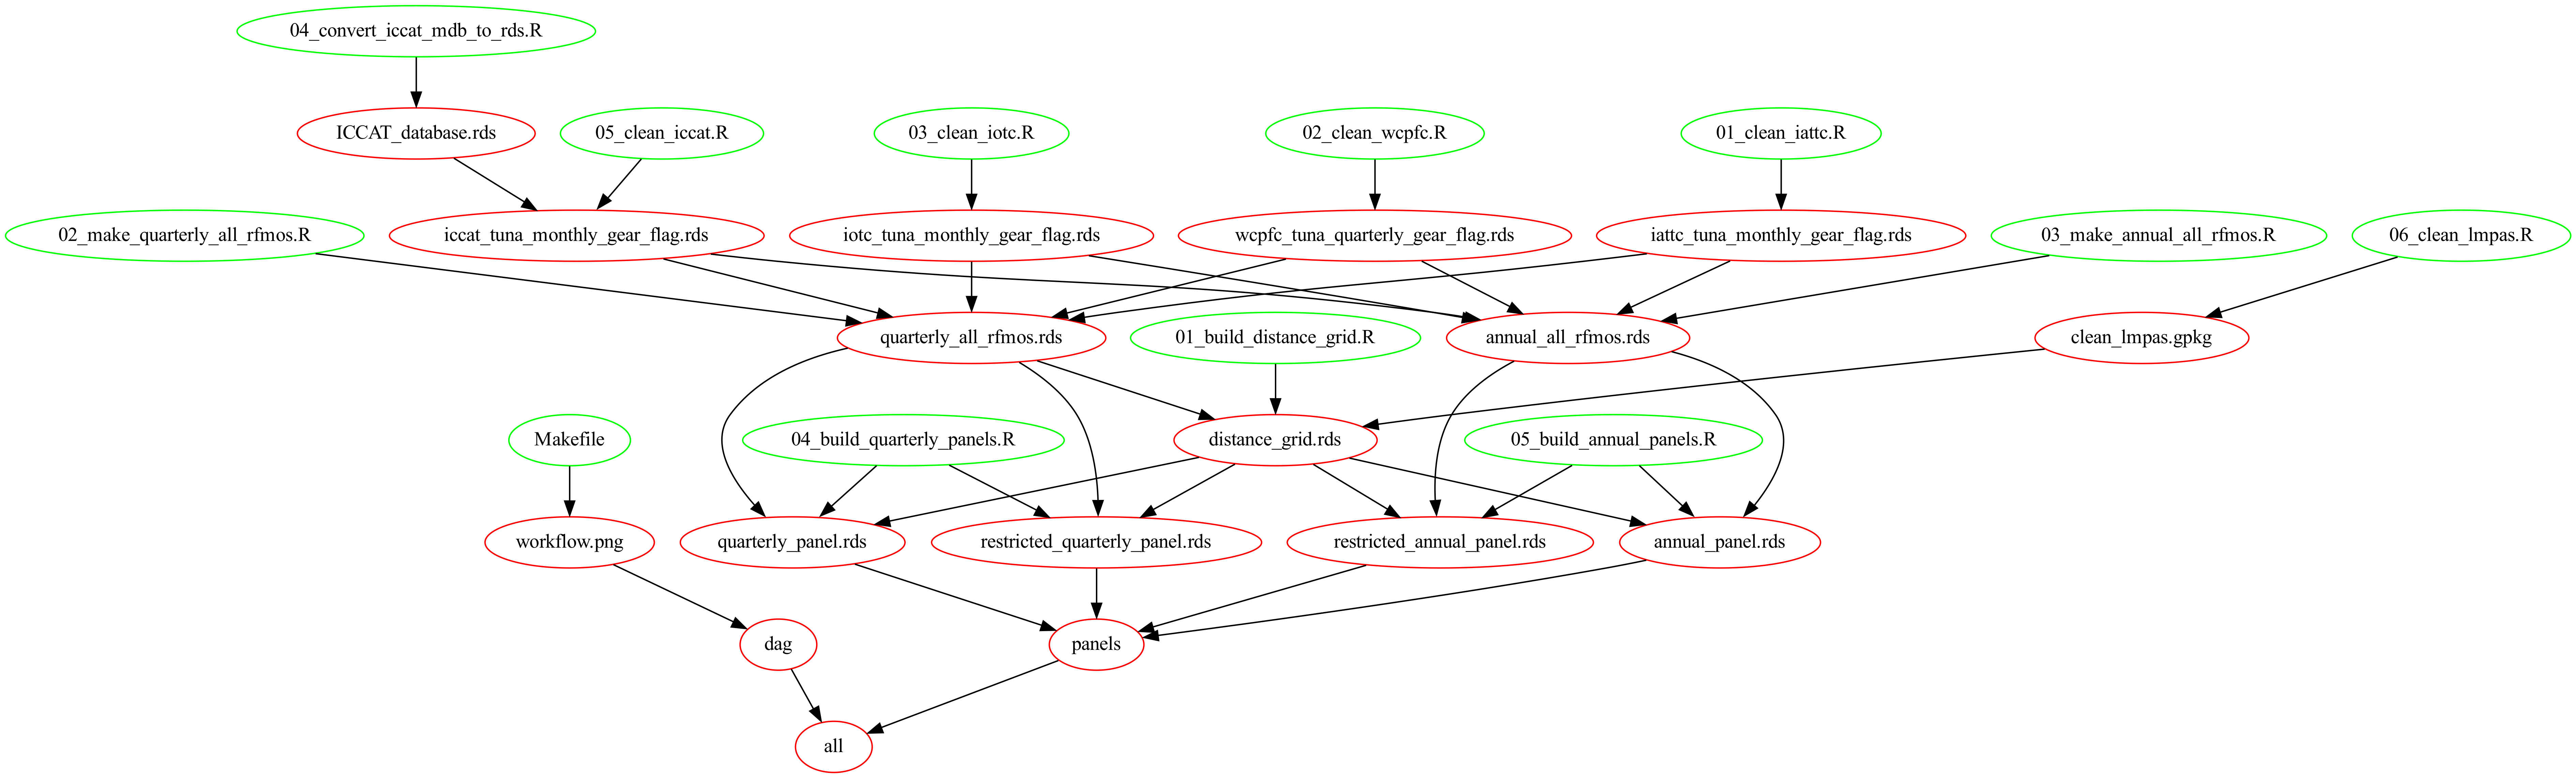 04_convert_iccat_mdb_to_rds.R
ICCAT_database.rds
05_clean_iccat.R
03_clean_iotc.R
02_clean_wcpfc.R
01_clean_iattc.R
02_make_quarterly_all_rfmos.R
iccat_tuna_monthly_gear_flag.rds
iotc_tuna_monthly_gear_flag.rds
wcpfc_tuna_quarterly_gear_flag.rds
iattc_tuna_monthly_gear_flag.rds
03_make_annual_all_rfmos.R
06_clean_lmpas.R
quarterly_all_rfmos.rds
01_build_distance_grid.R
annual_all_rfmos.rds
clean_lmpas.gpkg
Makefile
04_build_quarterly_panels.R
distance_grid.rds
05_build_annual_panels.R
workflow.png
quarterly_panel.rds
restricted_quarterly_panel.rds
restricted_annual_panel.rds
annual_panel.rds
dag
panels
all